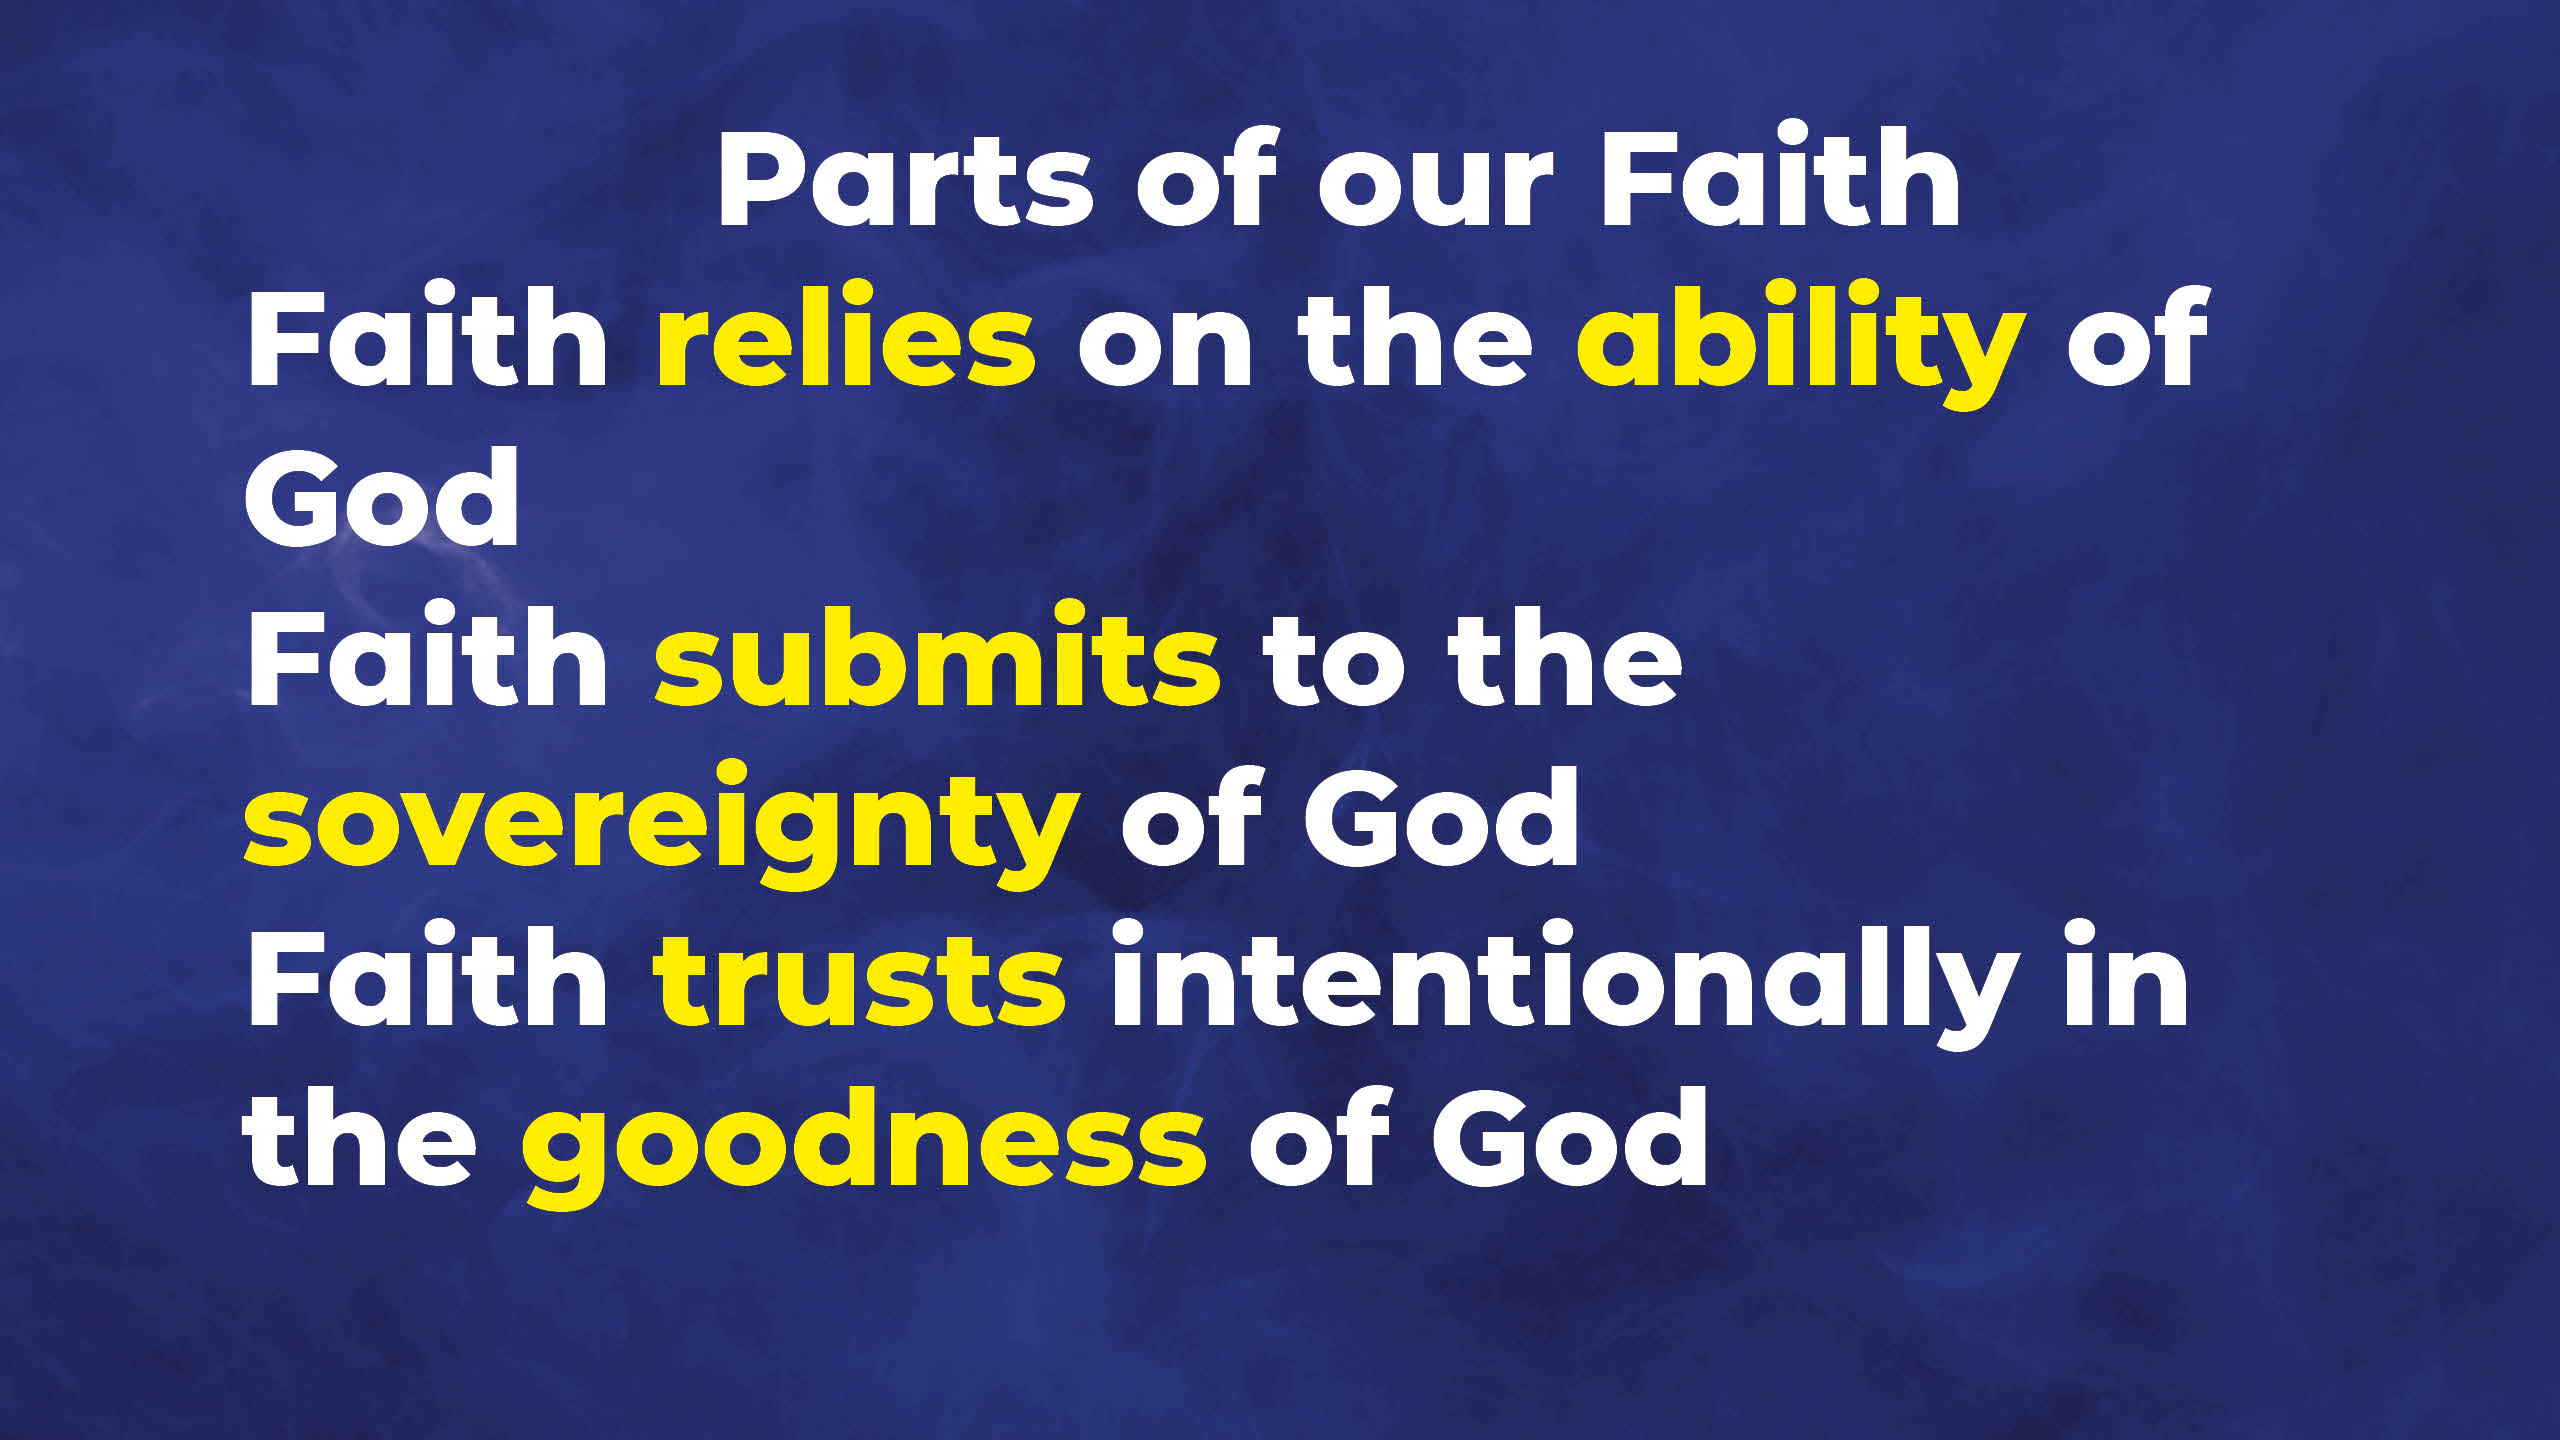 Parts of our Faith
Faith relies on the ability of
God
Faith submits to the
sovereignty of God
Faith trusts intentionally in
the goodness of God